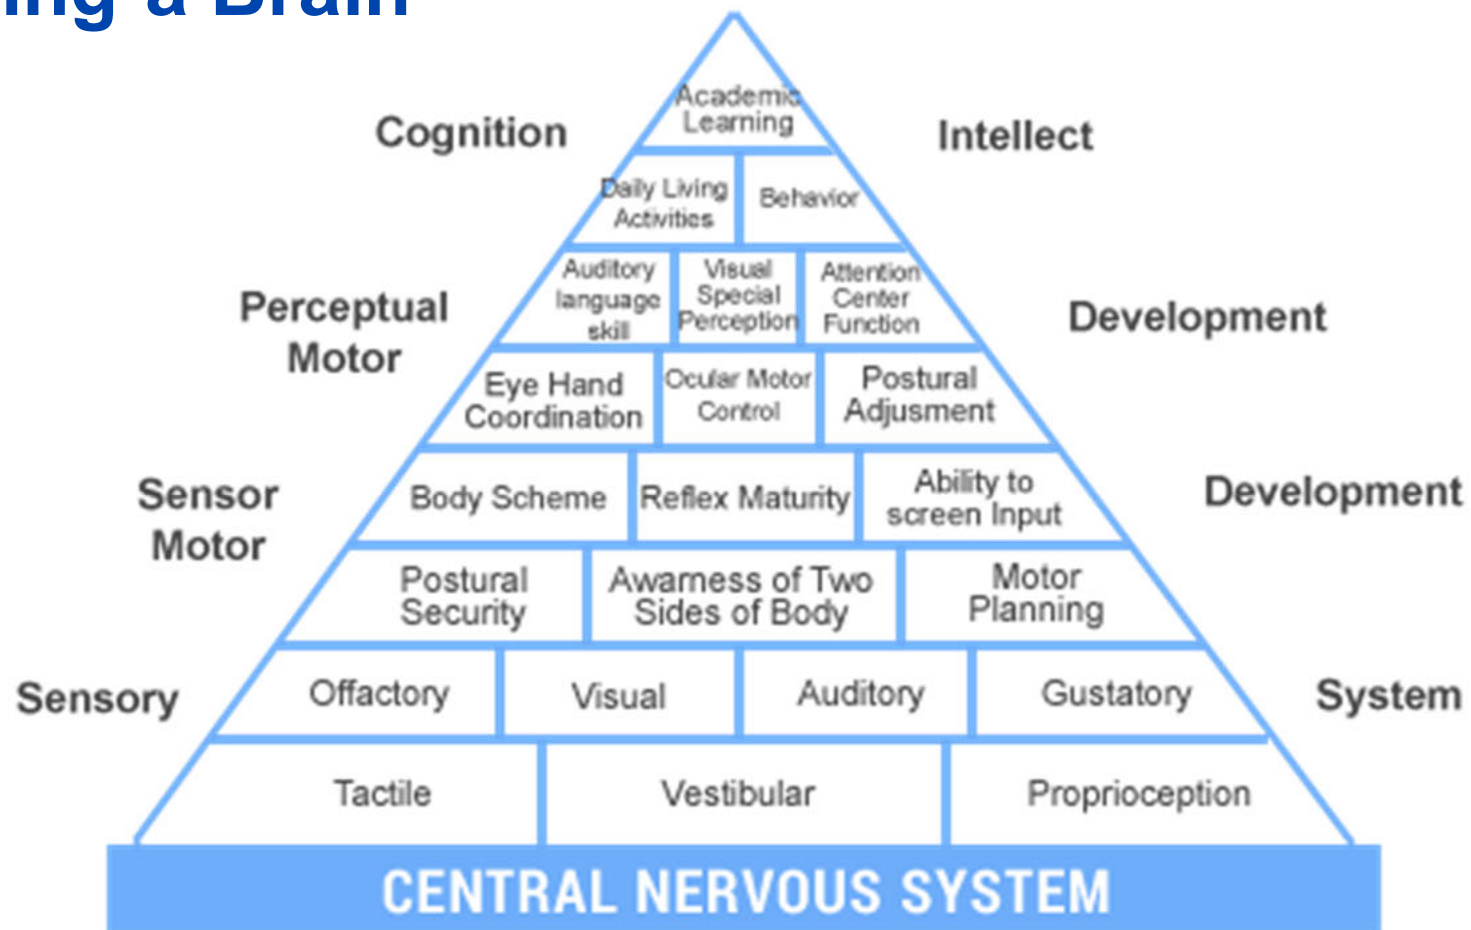 ing a Brain
Academic
Learning
Cognition
Intellect
Daily Living
Activities
Behavior
Auditory
language
skill
Visual
Special
Perception
Attention
Center
Function
Perceptual
Motor
Development
Eye Hand
Coordination
Ocular Motor
Control
Postural
Adjusment
Sensor
Motor
Development
Body Scheme
Reflex Maturity
Ability to
screen Input
Postural
Security
Awarness of Two
Sides of Body
Motor
Planning
Sensory
System
Offactory
Visual
Auditory
Gustatory
Tactile
Vestibular
Proprioception
CENTRAL NERVOUS SYSTEM